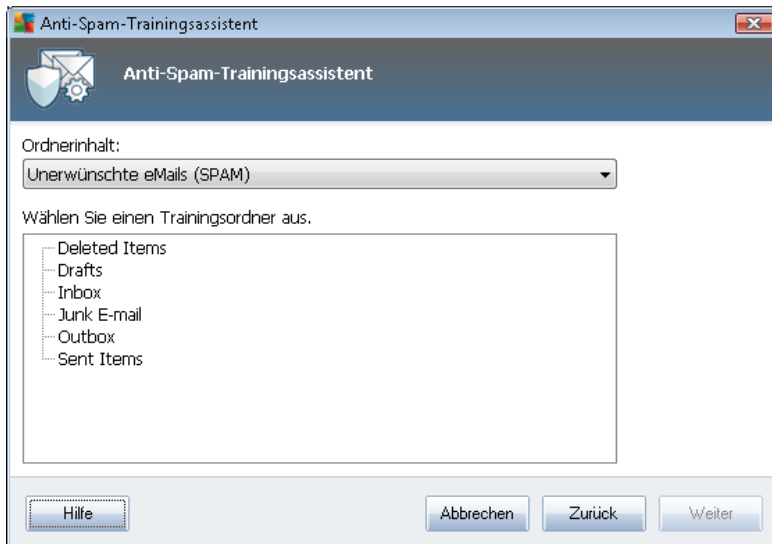 Anti-Spam-Trainingsassistent
Anti-Spam-Trainingsassistent
Ordnerinhalt:
Unerwünschte eMails (SPAM)
Wählen Sie einen Trainingsordner aus.
Deleted Items
Drafts
Inbox
Junk E-mail
Outbox
Sent Items
Hilfe
Abbrechen
Zurück
Weiter